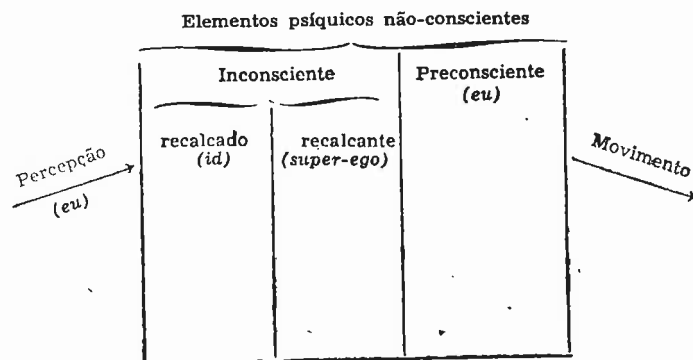 Elementos psíquicos não-conscientes
Inconsciente
Preconsciente
(eu)
recalcado
(id)
recalcante
(super-ego)
Percepção
(eu)
Movimento